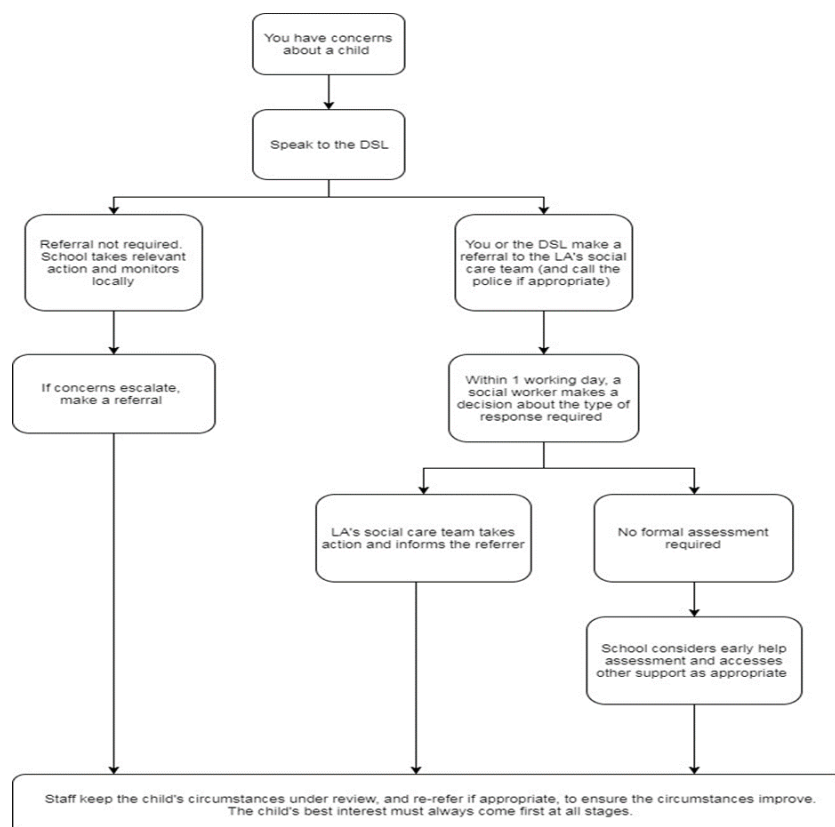 You have concerns
about a child
Speak to the DSL
Referral not required.
School takes relevant
action and monitors
locally
You or the DSL make a
referral to the LA's social
care team (and call the
police if appropriate)
If concerns escalate,
make a referral
Within 1 working day, a
social worker makes a
decision about the type of
response required
LA's social care team takes
action and informs the referrer
No formal assessment
required
School considers early help
assessment and accesses
other support as appropriate
Staff keep the child's circumstances under review, and re-refer if appropriate, to ensure the circumstances improve.
The child's best interest must always come first at all stages.